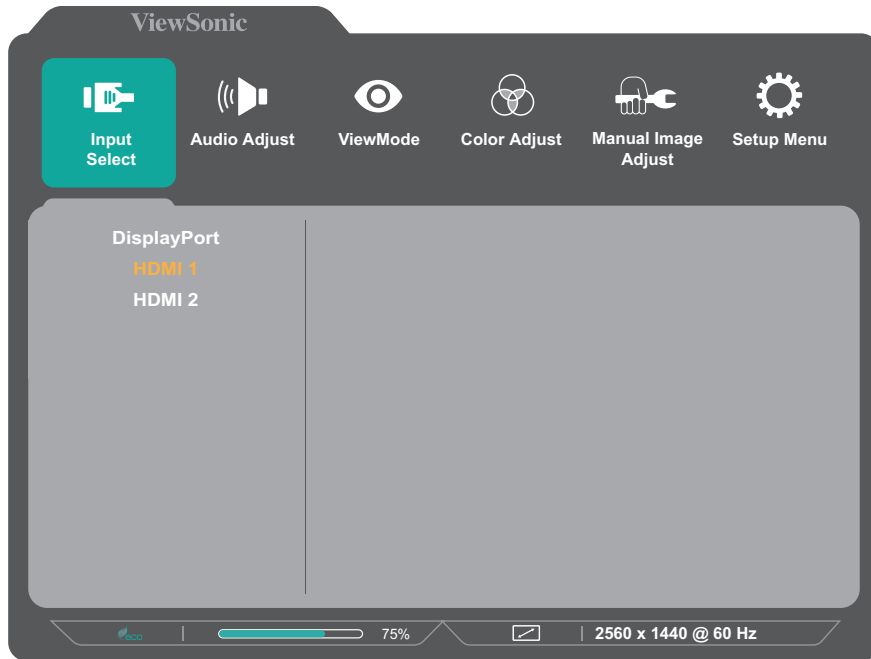 ViewSonic
Input Select
Audio Adjust
ViewMode
Color Adjust
Manual Image Adjust
Setup Menu
DisplayPort
HDMI 1
HDMI 2
eco
75%
2560 x 1440 @ 60 Hz